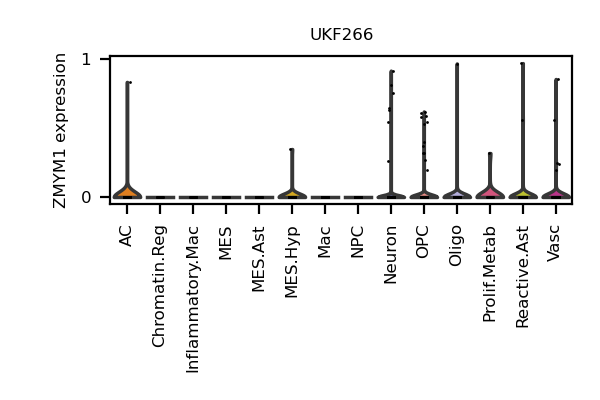 UKF266
ZMYM1 expression
1
0
AC
Chromatin.Reg
Inflammatory.Mac
MES
MES.Ast
MES.Hyp
Mac
NPC
Neuron
OPC
Oligo
Prolif.Metab
Reactive.Ast
Vasc